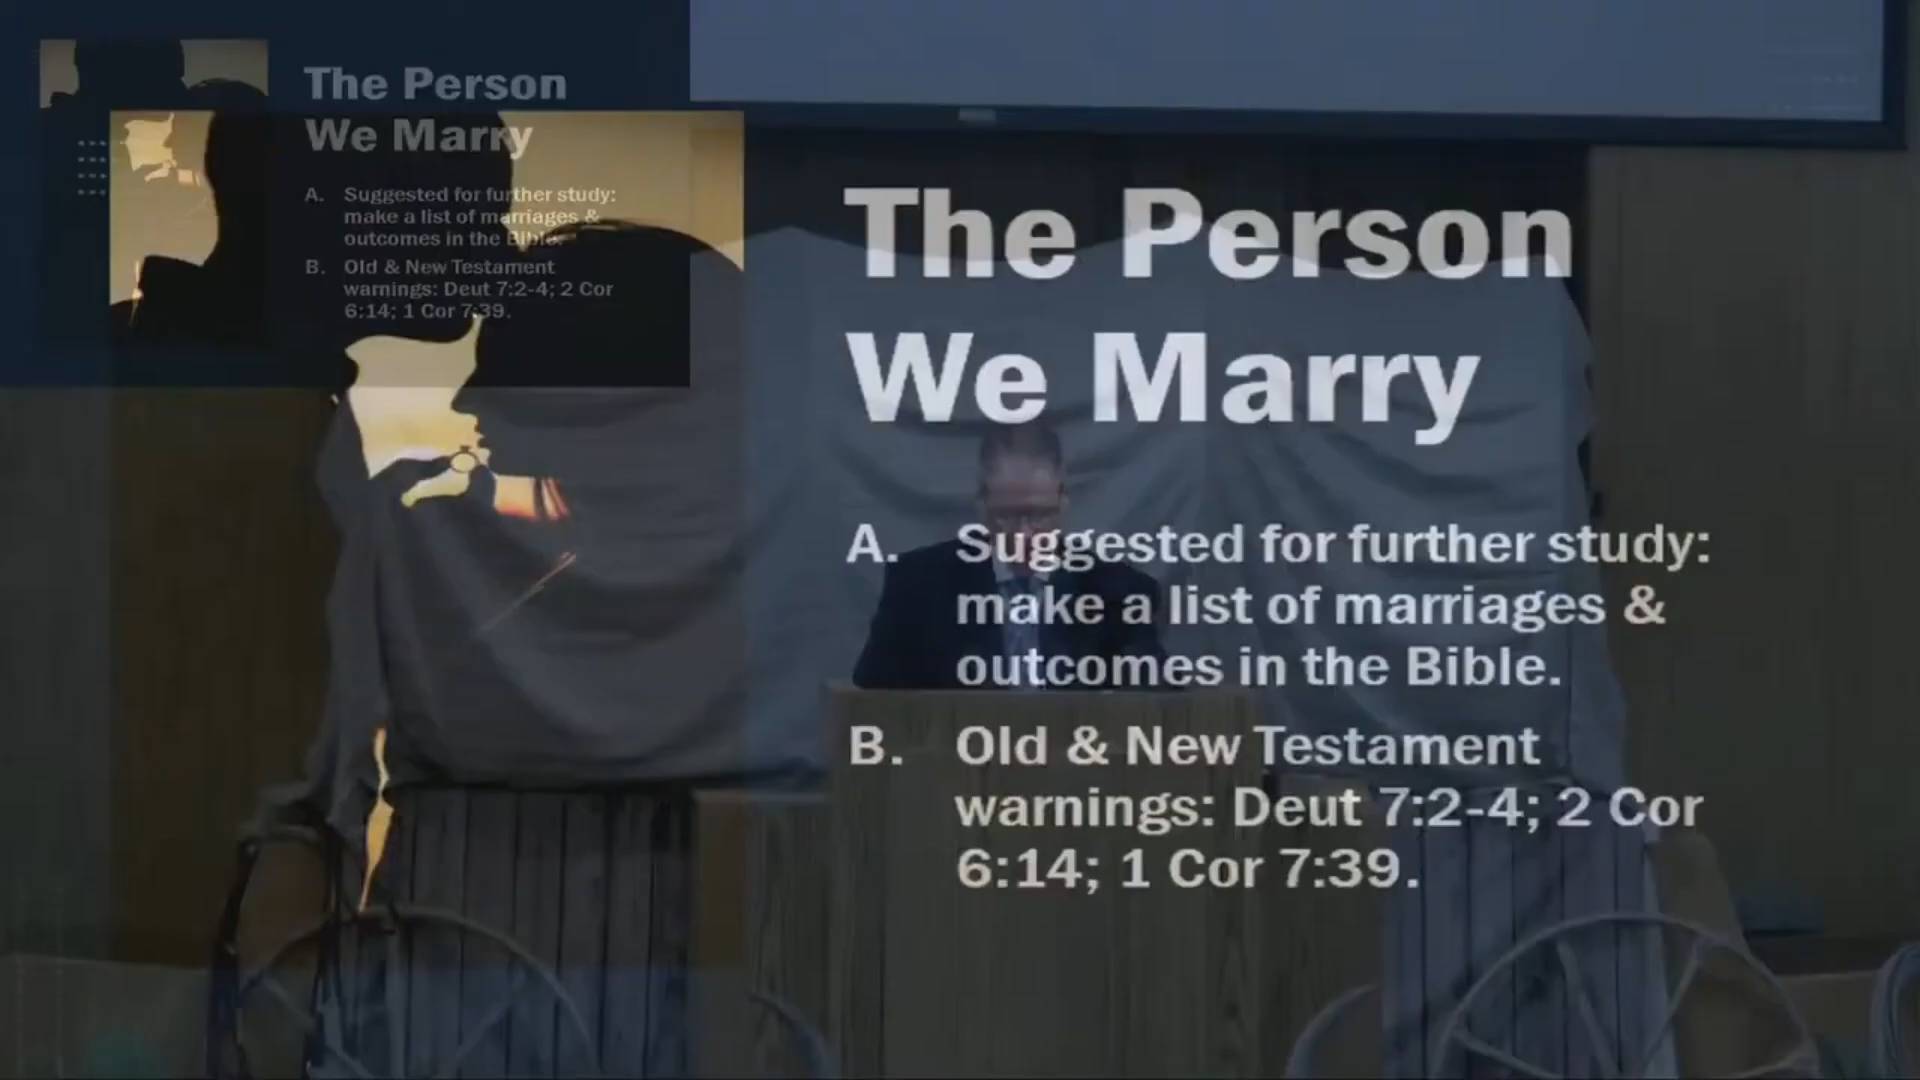 The Person
We Marry
A. Suggested for further study:
make a list of marriages &
outcomes in the Bible.
B. Old & New Testament
warnings: Deut 7:2-4; 2 Cor
6:14; 1 Cor 7:39.
The Person
We Marry
A. Suggested for further study:
make a list of marriages &
outcomes in the Bible.
B. Old & New Testament
warnings: Deut 7:2-4; 2 Cor
6:14; 1 Cor 7:39.